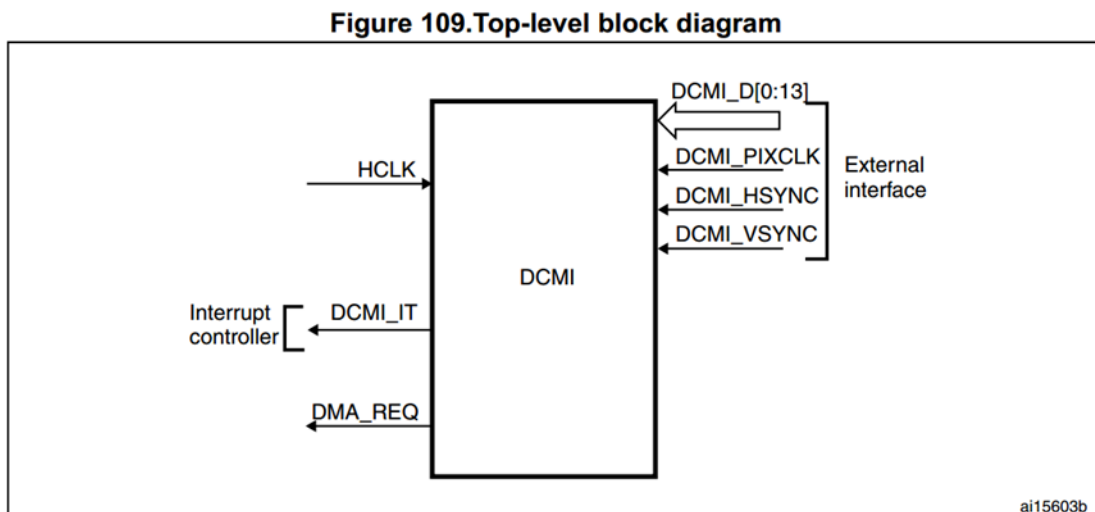 Figure 109.Top-level block diagram
DCMI_D[0:13]
DCMI_PIXCLK
DCMI_HSYNC
DCMI_VSYNC
External
interface
HCLK
DCMI
Interrupt
controller
DCMI_IT
DMA_REQ
ai15603b